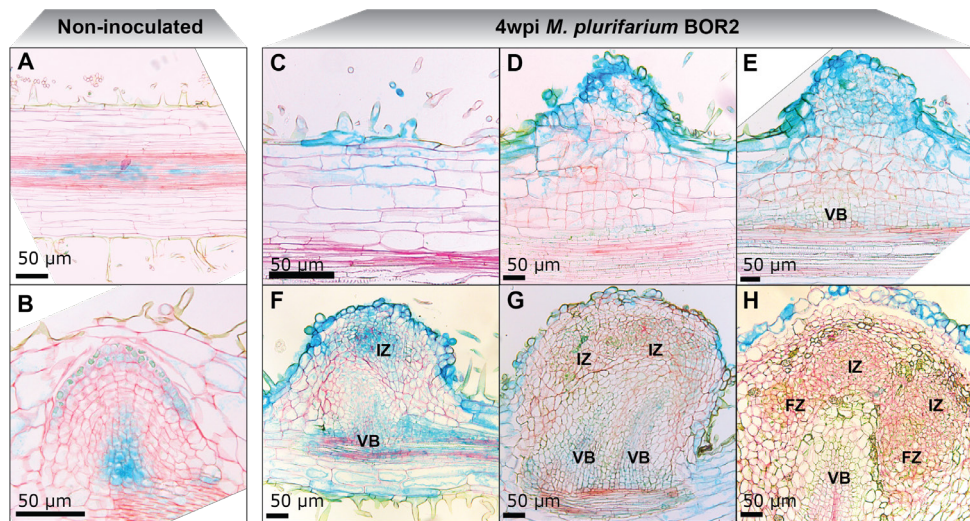 Non-inoculated
4wpi M. plurifarium BOR2
A
50 µm
B
50 µm
C
50 µm
D
50 µm
E
VB
50 µm
F
IZ
VB
50 µm
G
IZ
IZ
VB
VB
50 µm
H
IZ
FZ
IZ
FZ
VB
50 µm